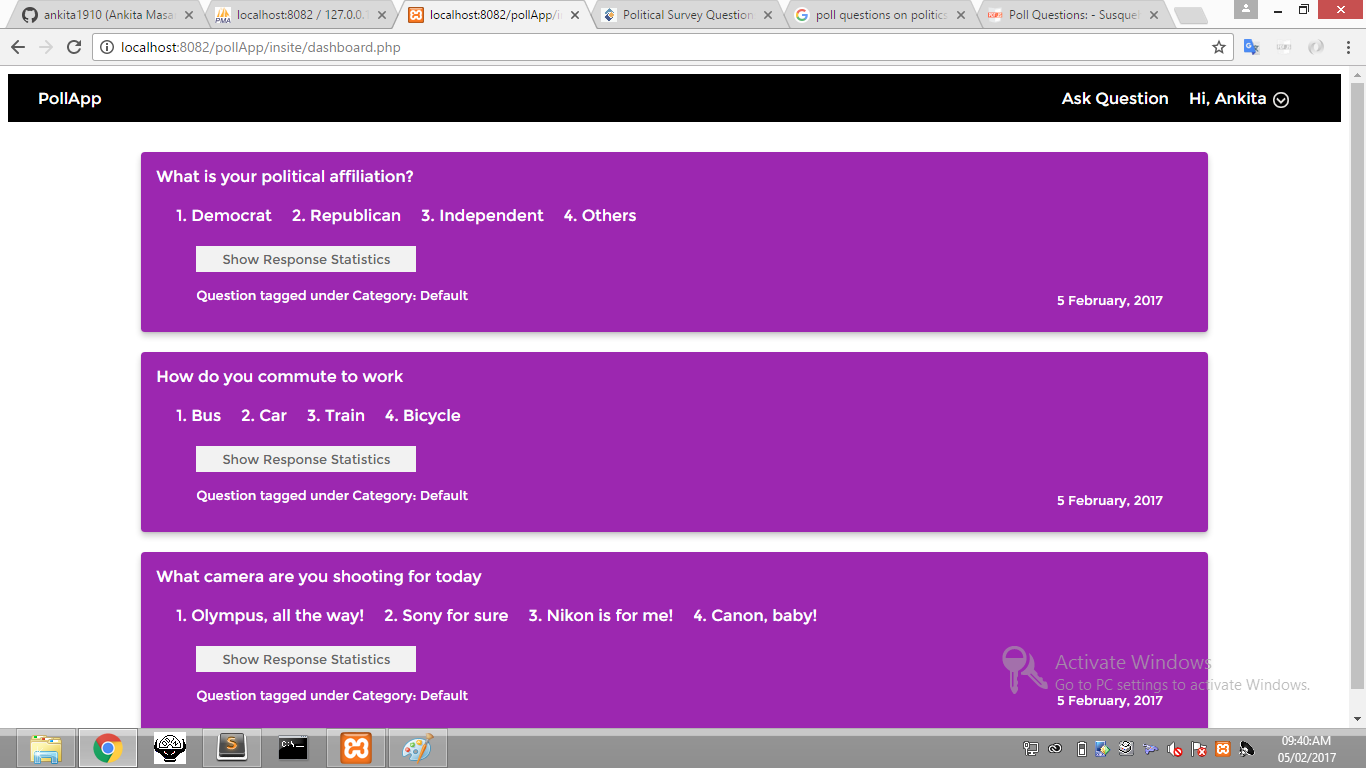 ankita1910 (Ankita Masa
localhost:8082 / 127.0.0.1
localhost:8082/pollApp/in
Political Survey Question
poll questions on politics
Poll Questions: - Susquel
localhost:8082/pollApp/insite/dashboard.php
PollApp
Ask Question
Hi, Ankita
What is your political affiliation?
1. Democrat 2. Republican 3. Independent 4. Others
Show Response Statistics
Question tagged under Category: Default
5 February, 2017
How do you commute to work
1. Bus 2. Car 3. Train 4. Bicycle
Show Response Statistics
Question tagged under Category: Default
5 February, 2017
What camera are you shooting for today
1. Olympus, all the way! 2. Sony for sure 3. Nikon is for me! 4. Canon, baby!
Show Response Statistics
Activate Windows
Go to PC settings to activate Windows.
Question tagged under Category: Default
5 February, 2017
09:40:AM
05/02/2017